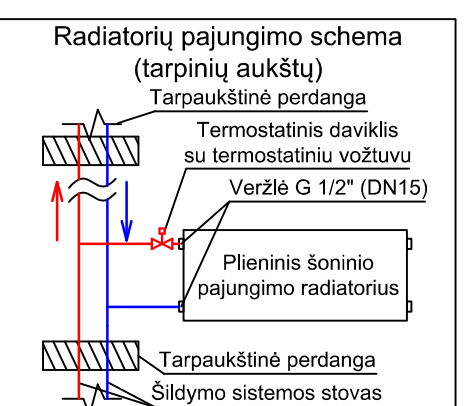 Radiatorių pajungimo schema
(tarpinių aukštų)
Tarpaukštinė perdanga
Termostatinis daviklis
su termostatiniu vožtuvu
Veržlė G 1/2" (DN15)
Plieninis šoninio
pajungimo radiatorius
Tarpaukštinė perdanga
Šildymo sistemos stovas